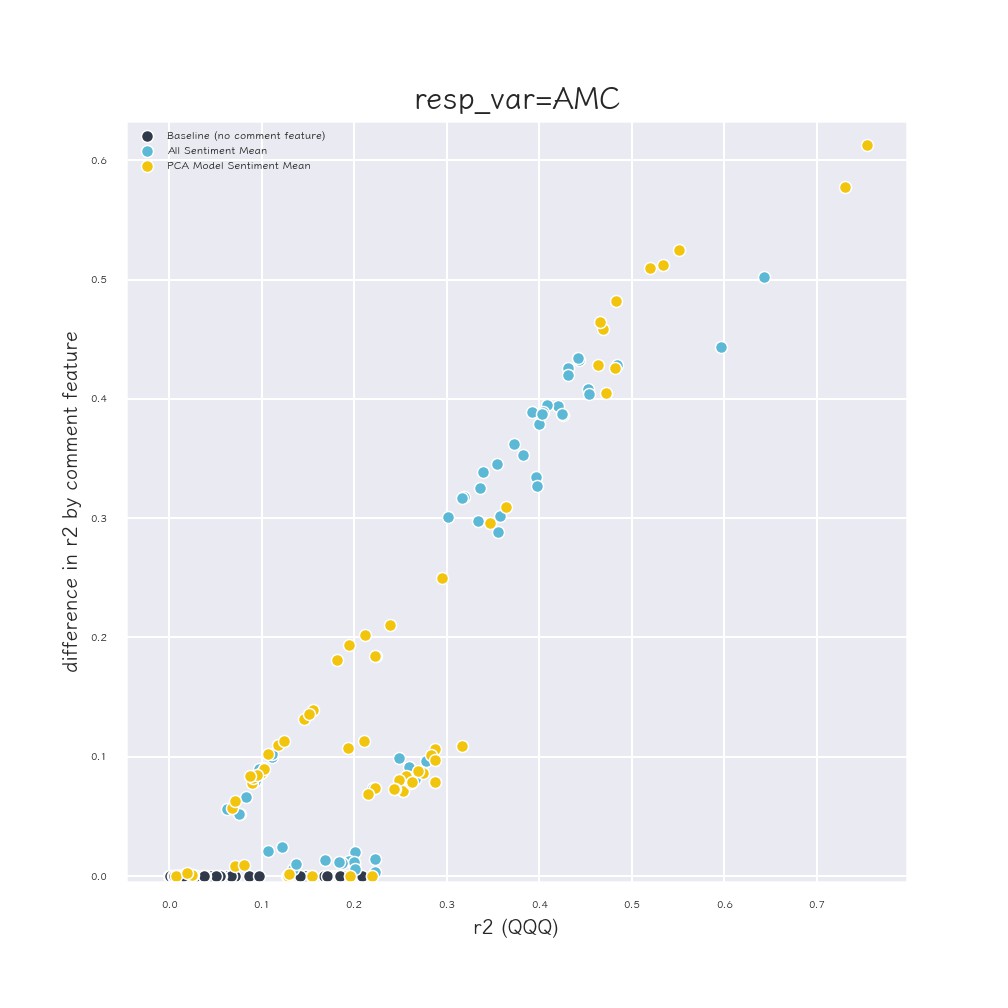 resp_var=AMC
Baseline (no comment feature)
All Sentiment Mean
PCA Model Sentiment Mean
difference in r2 by comment feature
0.6
0.5
0.4
0.3
0.2
0.1
0.0
0.0 0.1 0.2 0.3 0.4 0.5 0.6 0.7
r2 (QQQ)